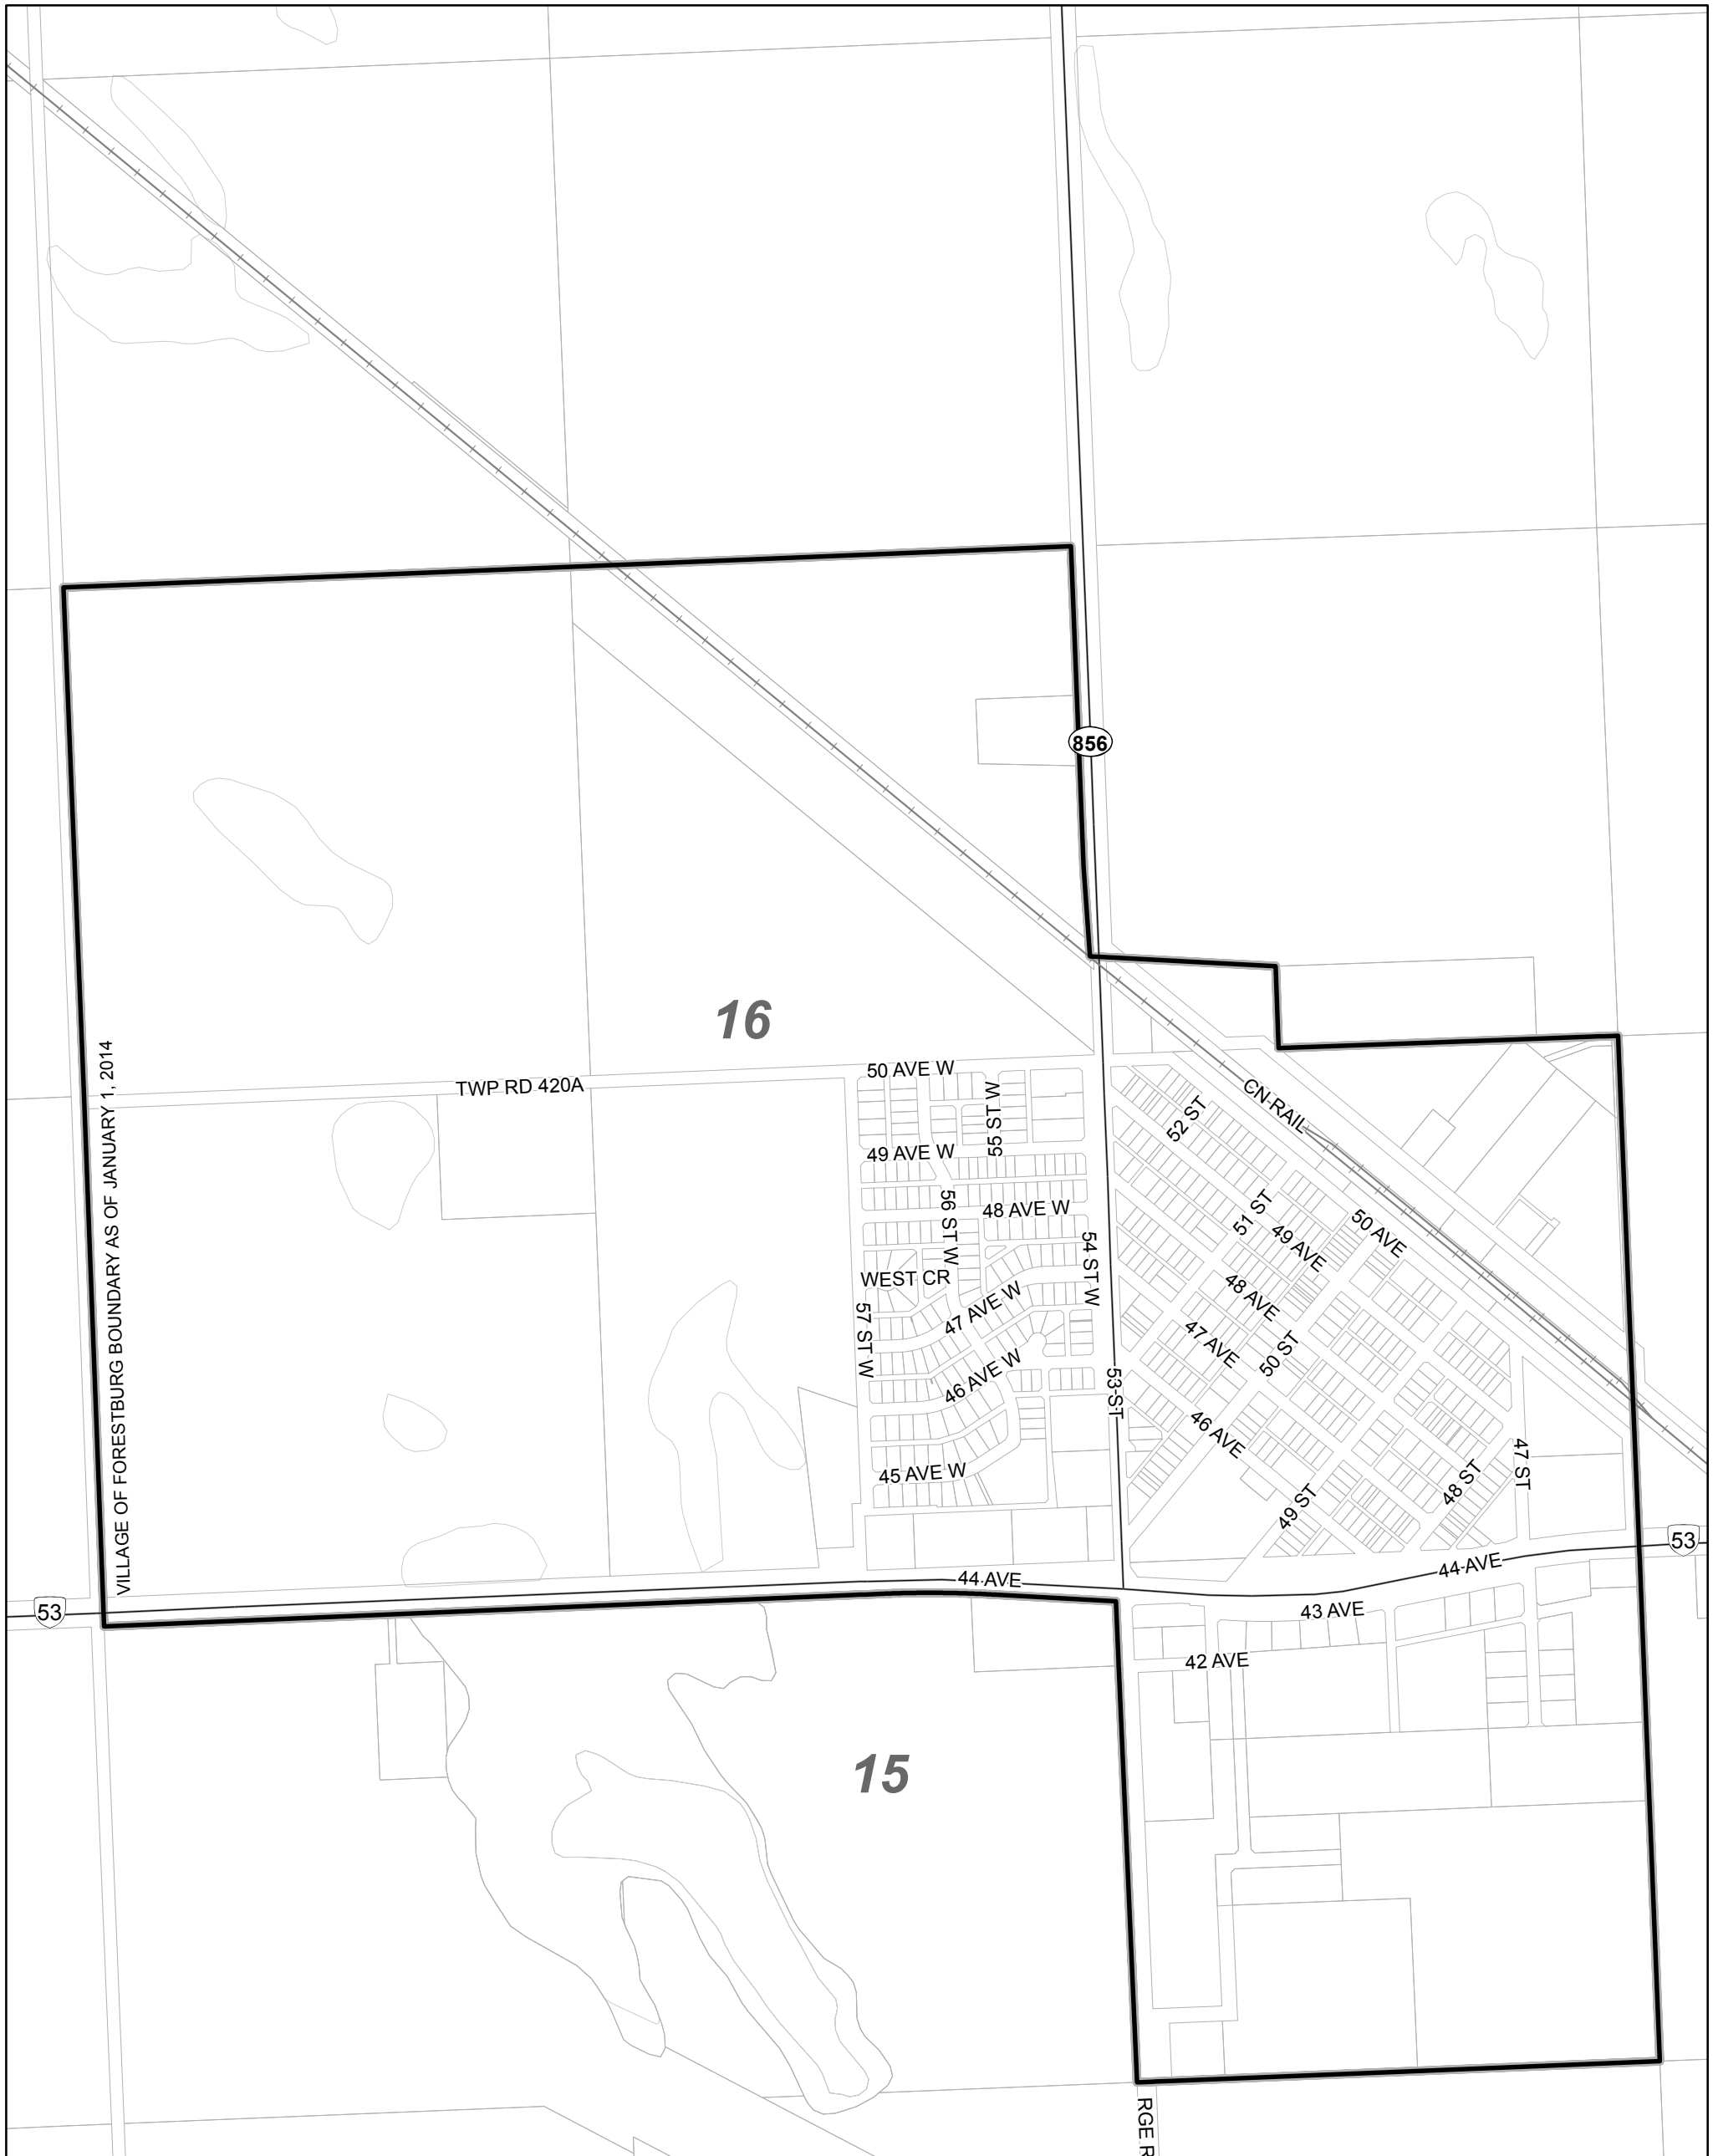 856
16
50 AVE W
TWP RD 420A
55 ST W
CN RAIL
52 ST
49 AVE W
VILLAGE OF FORESTBURG BOUNDARY AS OF JANUARY 1, 2014
56 ST W
48 AVE W
51 ST
50 AVE
49 AVE
54 ST W
WEST CR
48 AVE
47 AVE W
57 ST W
47 AVE
50 ST
46 AVE W
53 ST
46 AVE
45 AVE W
47 ST
48 ST
49 ST
53
44 AVE
44 AVE
53
43 AVE
42 AVE
15
RGE R